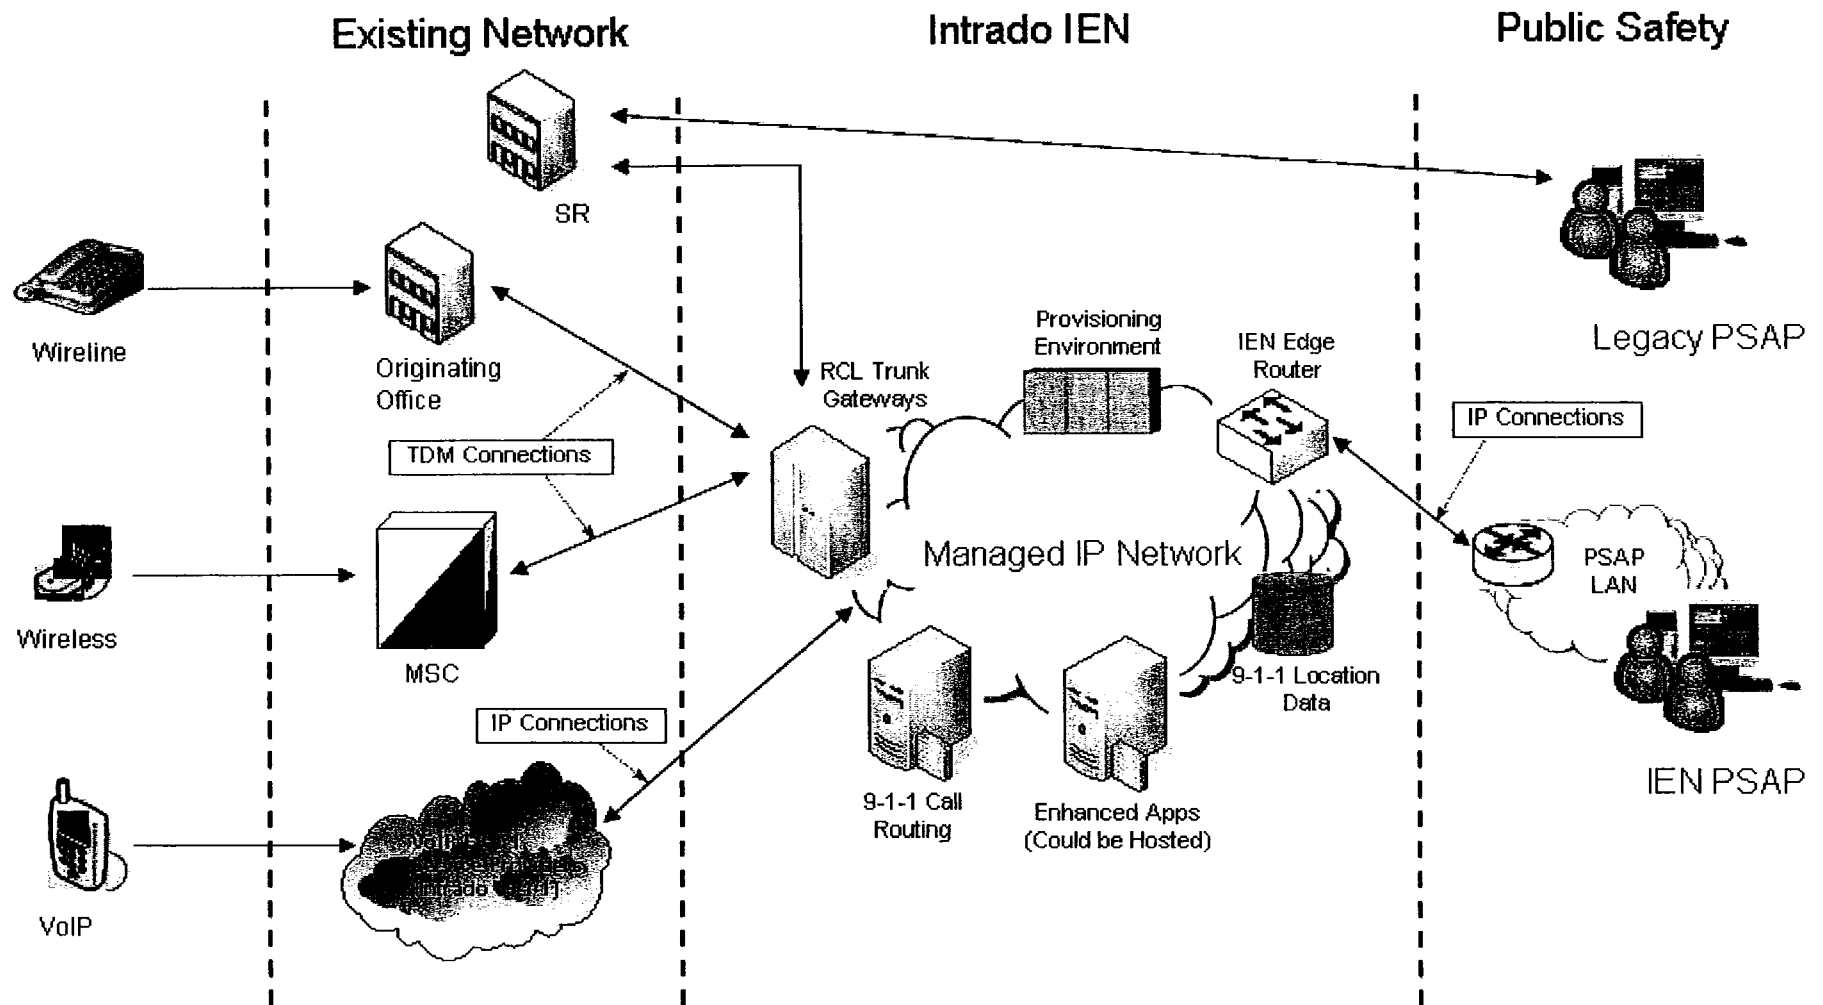 Existing Network
Intrado IEN
Public Safety
SR
Wireline
Originating
Office
RCL Trunk
Gateways
Provisioning
Environment
IEN Edge
Router
Legacy PSAP
IP Connections
TDM Connections
Managed IP Network
PSAP
LAN
Wireless
MSC
9-1-1 Location
Data
IP Connections
IEN PSAP
9-1-1 Call
Routing
Enhanced Apps
(Could be Hosted)
VoIP
Intrado
VoIP